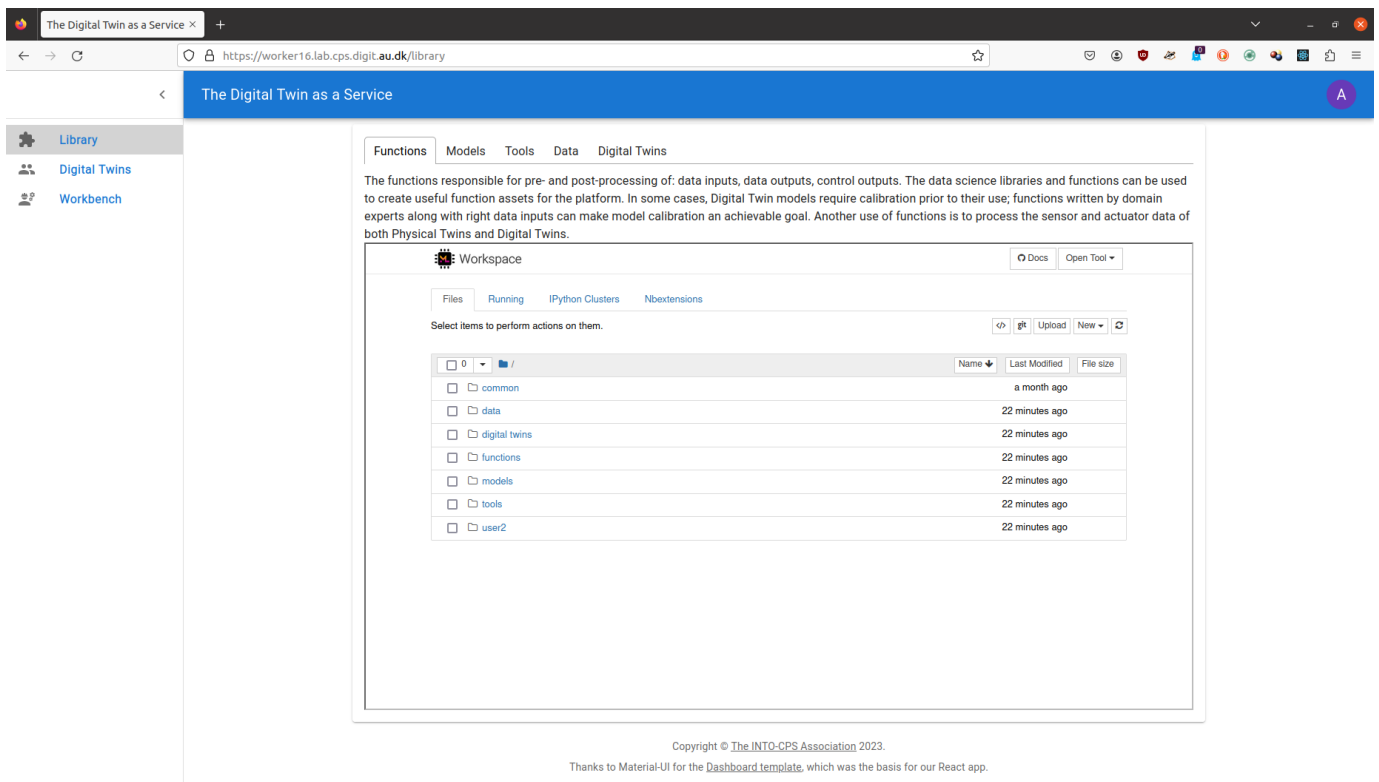 The Digital Twin as a Service
https://worker16.lab.cps.digit.au.dk/library
0
The Digital Twin as a Service
A
Library
Digital Twins
Workbench
Functions Models Tools Data Digital Twins
The functions responsible for pre- and post-processing of: data inputs, data outputs, control outputs. The data science libraries and functions can be used
to create useful function assets for the platform. In some cases, Digital Twin models require calibration prior to their use; functions written by domain
experts along with right data inputs can make model calibration an achievable goal. Another use of functions is to process the sensor and actuator data of
both Physical Twins and Digital Twins.
Workspace
Docs Open Tool
Files Running IPython Clusters Nbextensions
Select items to perform actions on them.
</> git Upload New
0 / Name Last Modified File size
common a month ago
data 22 minutes ago
digital twins 22 minutes ago
functions 22 minutes ago
models 22 minutes ago
tools 22 minutes ago
user2 22 minutes ago
Copyright © The INTO-CPS Association 2023.
Thanks to Material-UI for the Dashboard template, which was the basis for our React app.